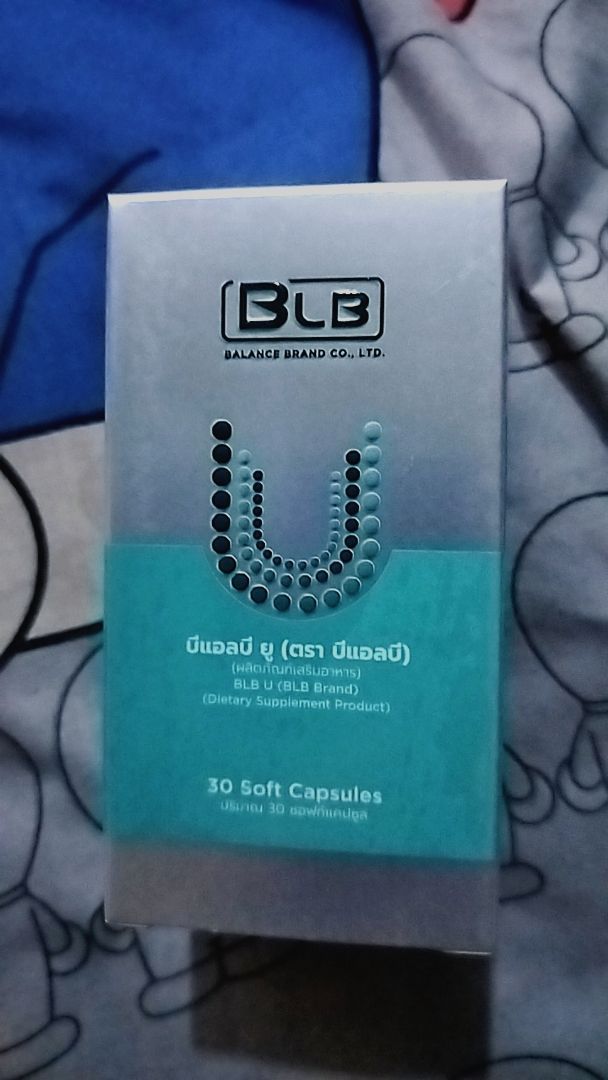 BLB
BALANCE BRAND CO., LTD.
บีแอลบี ยู (ตรา บีแอลบี)
(ผลิตภัณฑ์เสริมอาหาร)
BLB U (BLB Brand)
(Dietary Supplement Product)
30 Soft Capsules
ปริมาณ 30 ซอฟท์แคปซูล